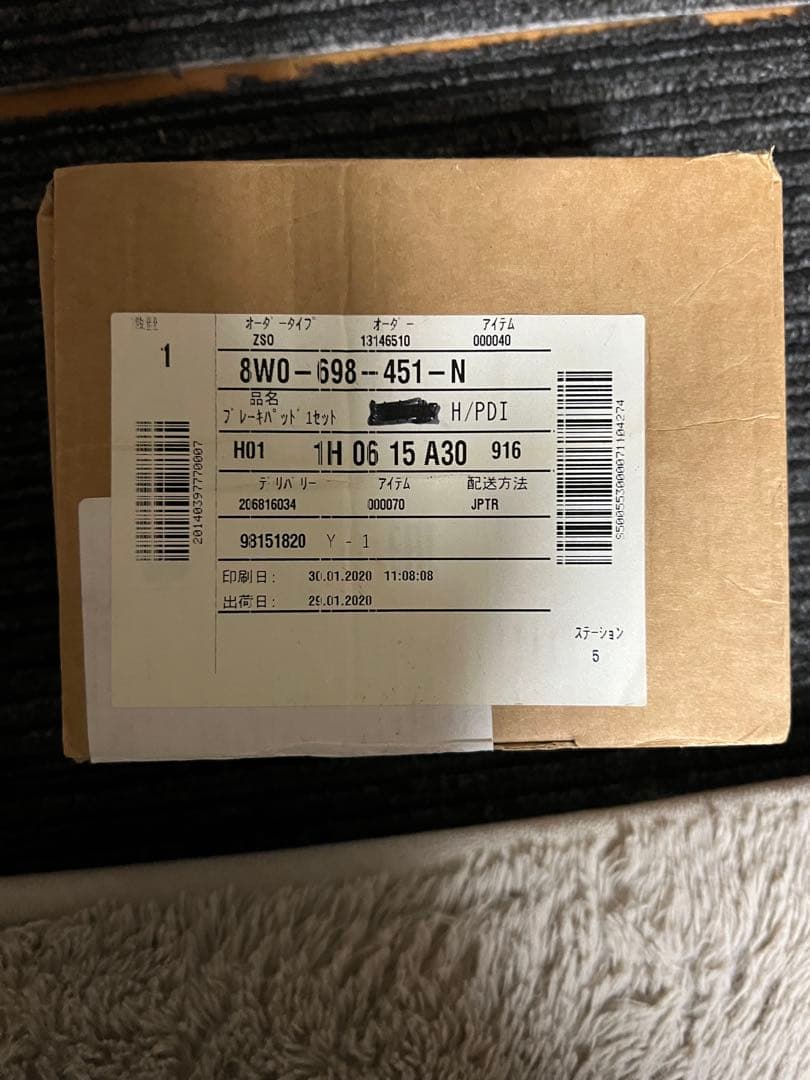 数量
1
オーダータイプ オーダー アイテム
ZSO 13146510 000040
8W0-698-451-N
品名
ブレーキパッド 1セット H/PDI
H01 1H 06 15 A30 916
デリバリー アイテム 配送方法
206816034 000070 JPTR
98151820 Y-1
印刷日: 30.01.2020 11:08:08
出荷日: 29.01.2020
ステーション
5
20140397770007